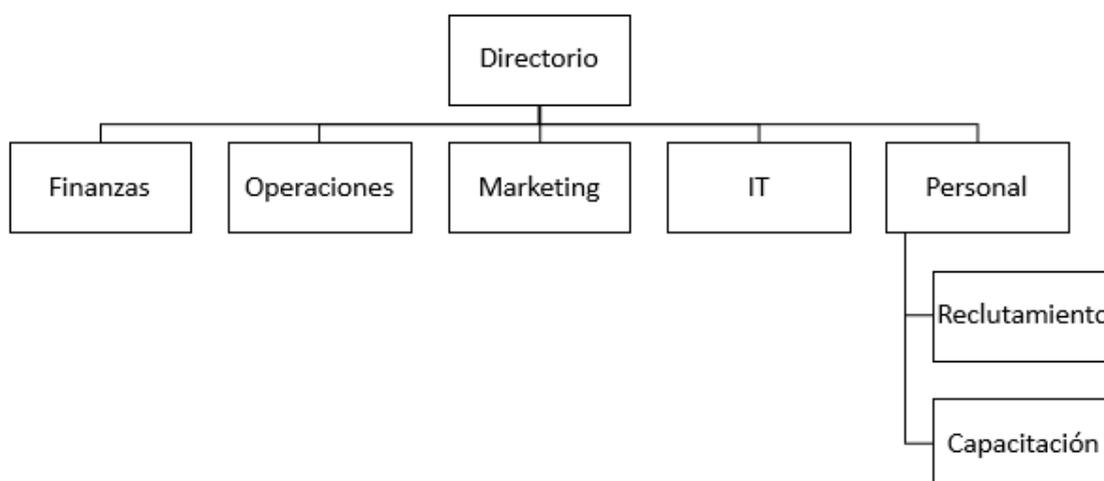 Directorio
Finanzas
Operaciones
Marketing
IT
Personal
Reclutamiento
Capacitación